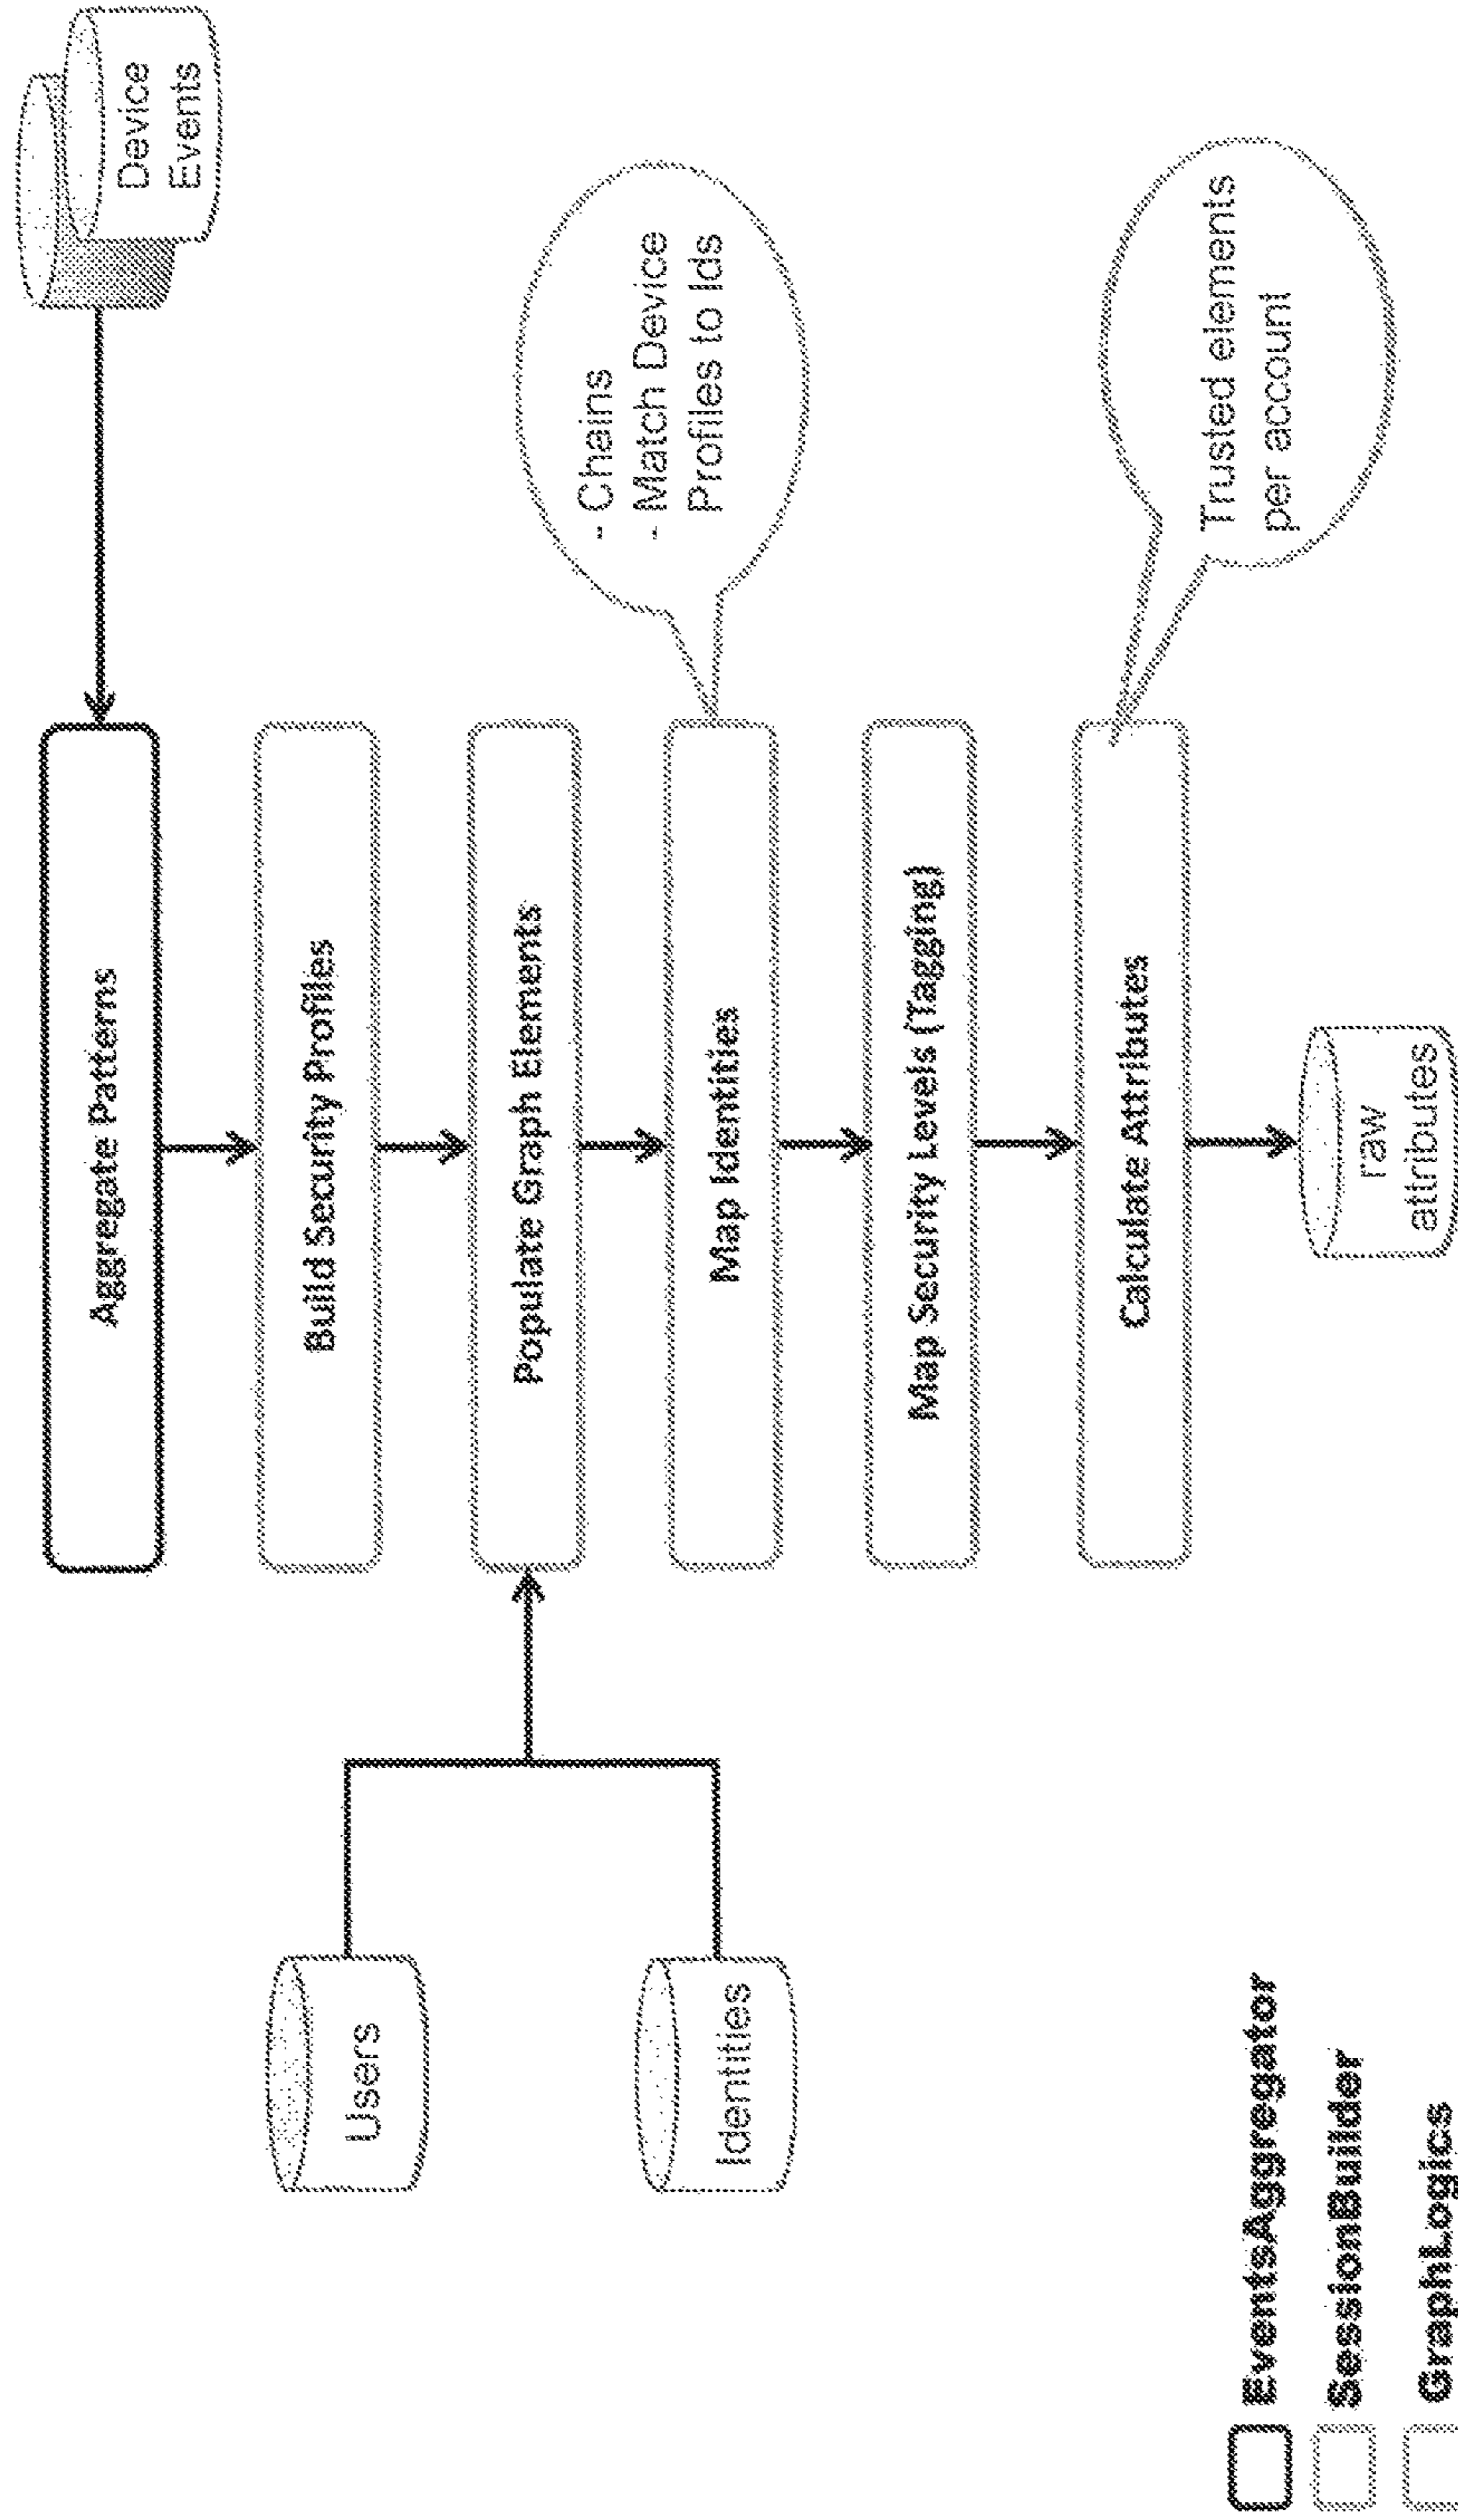 Device
Events
Aggregate Patterns
Build Security Profiles
Users
Populate Graph Elements
- Chains
- Match Device
Profiles to Ids
Map Identities
Identities
Map Security Levels (Tagging)
Calculate Attributes
Trusted elements
per account
raw
attributes
EventsAggregator
SessionBuilder
GraphLogics